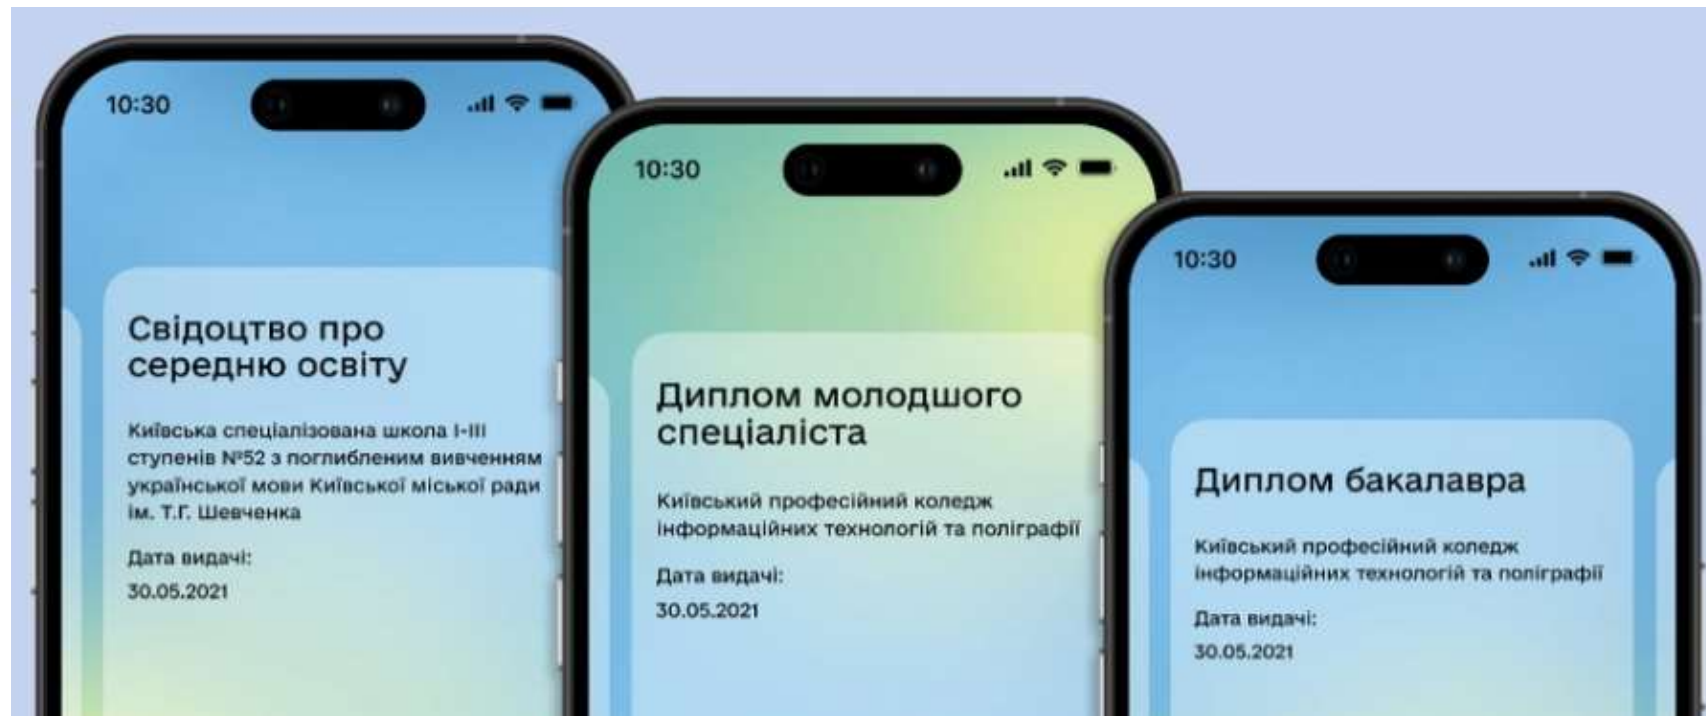 10:30
Свідоцтво про
середню освіту
Київська спеціалізована школа І-ІІІ
ступенів №52 з поглибленим вивченням
української мови Київської міської ради
ім. Т.Г. Шевченка
Дата видачі:
30.05.2021
10:30
Диплом молодшого
спеціаліста
Київський професійний коледж
інформаційних технологій та поліграфії
Дата видачі:
30.05.2021
10:30
Диплом бакалавра
Київський професійний коледж
інформаційних технологій та поліграфії
Дата видачі:
30.05.2021